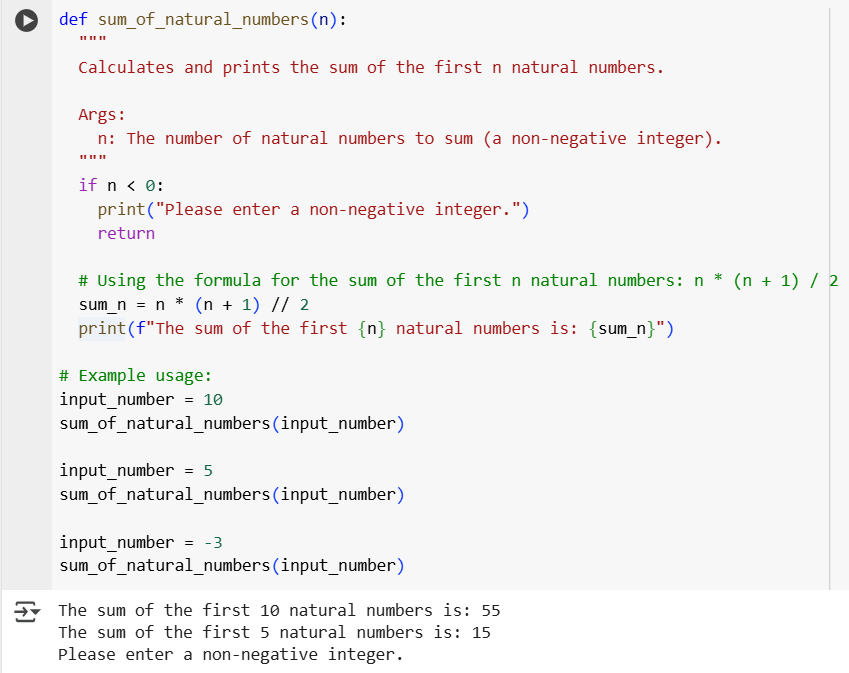 def sum_of_natural_numbers(n):
  """
  Calculates and prints the sum of the first n natural numbers.

  Args:
    n: The number of natural numbers to sum (a non-negative integer).
  """
  if n < 0:
    print("Please enter a non-negative integer.")
    return

  # Using the formula for the sum of the first n natural numbers: n * (n + 1) / 2
  sum_n = n * (n + 1) // 2
  print(f"The sum of the first {n} natural numbers is: {sum_n}")

# Example usage:
input_number = 10
sum_of_natural_numbers(input_number)

input_number = 5
sum_of_natural_numbers(input_number)

input_number = -3
sum_of_natural_numbers(input_number)

The sum of the first 10 natural numbers is: 55
The sum of the first 5 natural numbers is: 15
Please enter a non-negative integer.